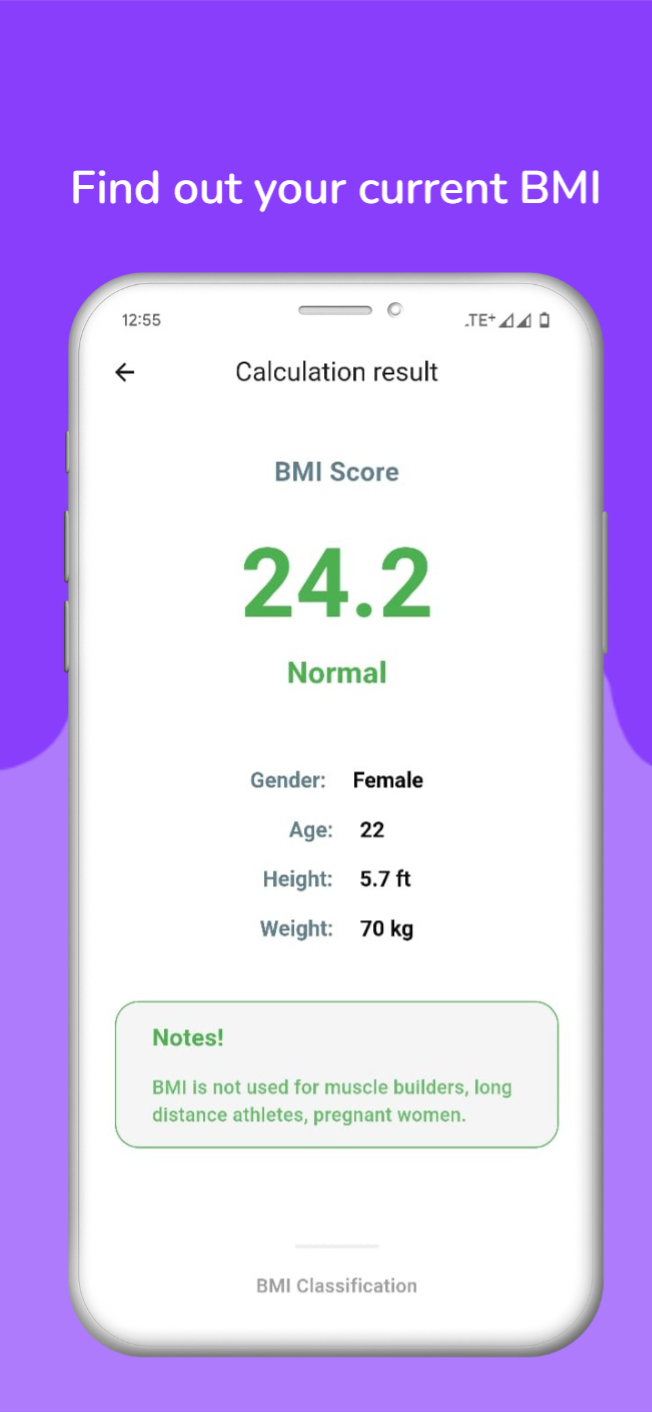 Find out your current BMI
12:55
.TE+
Calculation result
BMI Score
24.2
Normal
Gender: Female
Age: 22
Height: 5.7 ft
Weight: 70 kg
Notes!
BMI is not used for muscle builders, long
distance athletes, pregnant women.
BMI Classification